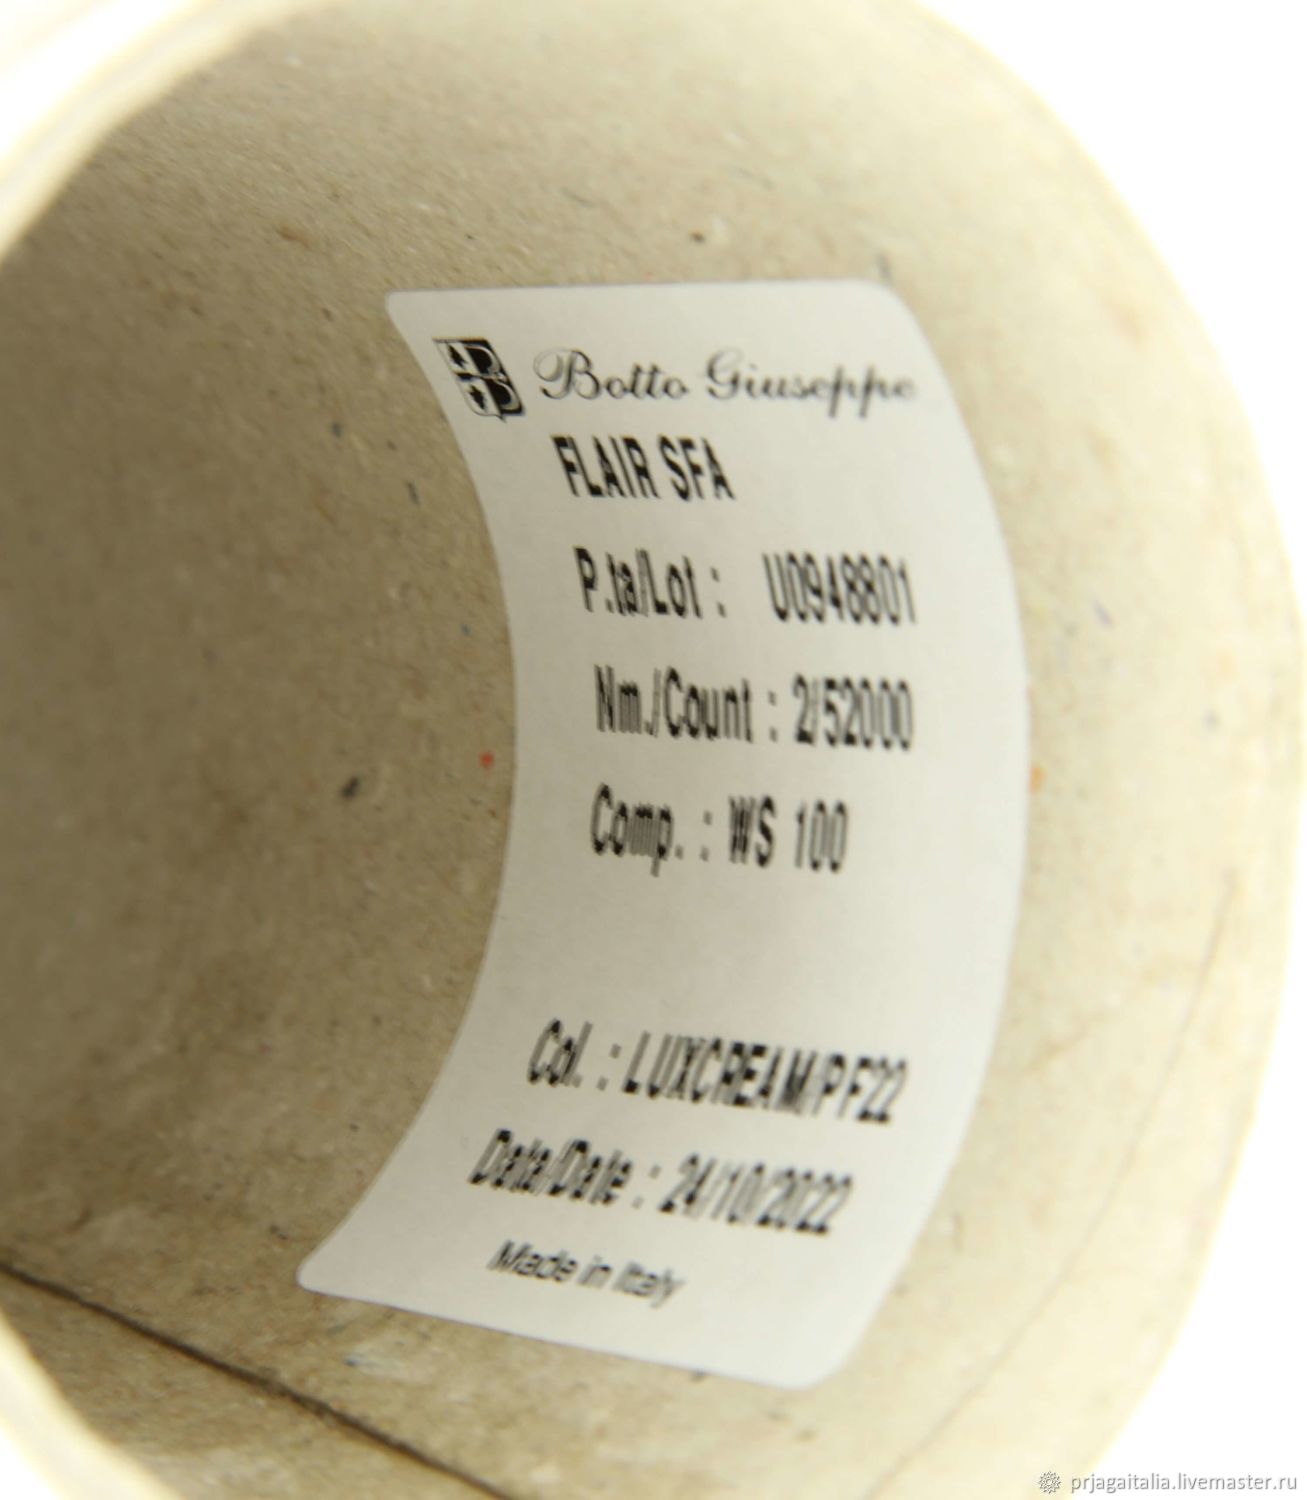 Botto Giuseppe
FLAIR SFA
P.ta/Lot : U0948801
Nm./Count : 2/52000
Comp. : WS 100
Col. : LUXCREAM/PF22
Data/Date : 24/10/2022
Made in Italy
prjagaitalia.livemaster.ru